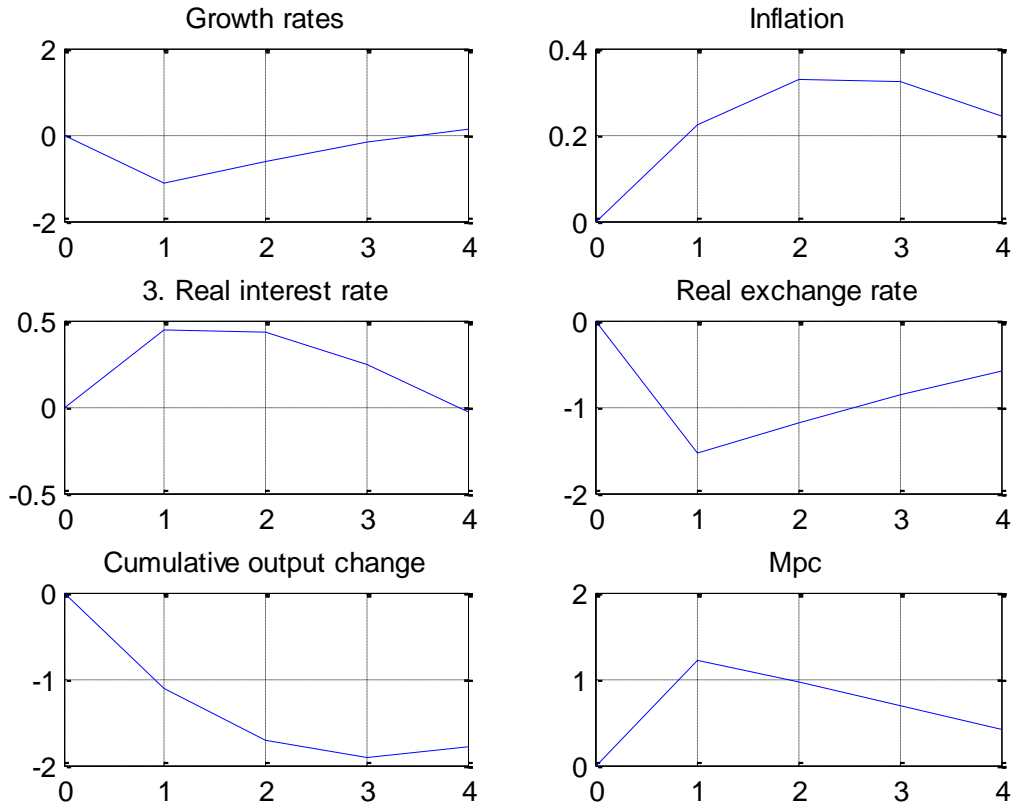 Growth rates
2
0
-2
0 1 2 3 4
Inflation
0.4
0.2
0
0 1 2 3 4
3. Real interest rate
0.5
0
-0.5
0 1 2 3 4
Real exchange rate
0
-1
-2
0 1 2 3 4
Cumulative output change
0
-1
-2
0 1 2 3 4
Mpc
2
1
0
0 1 2 3 4